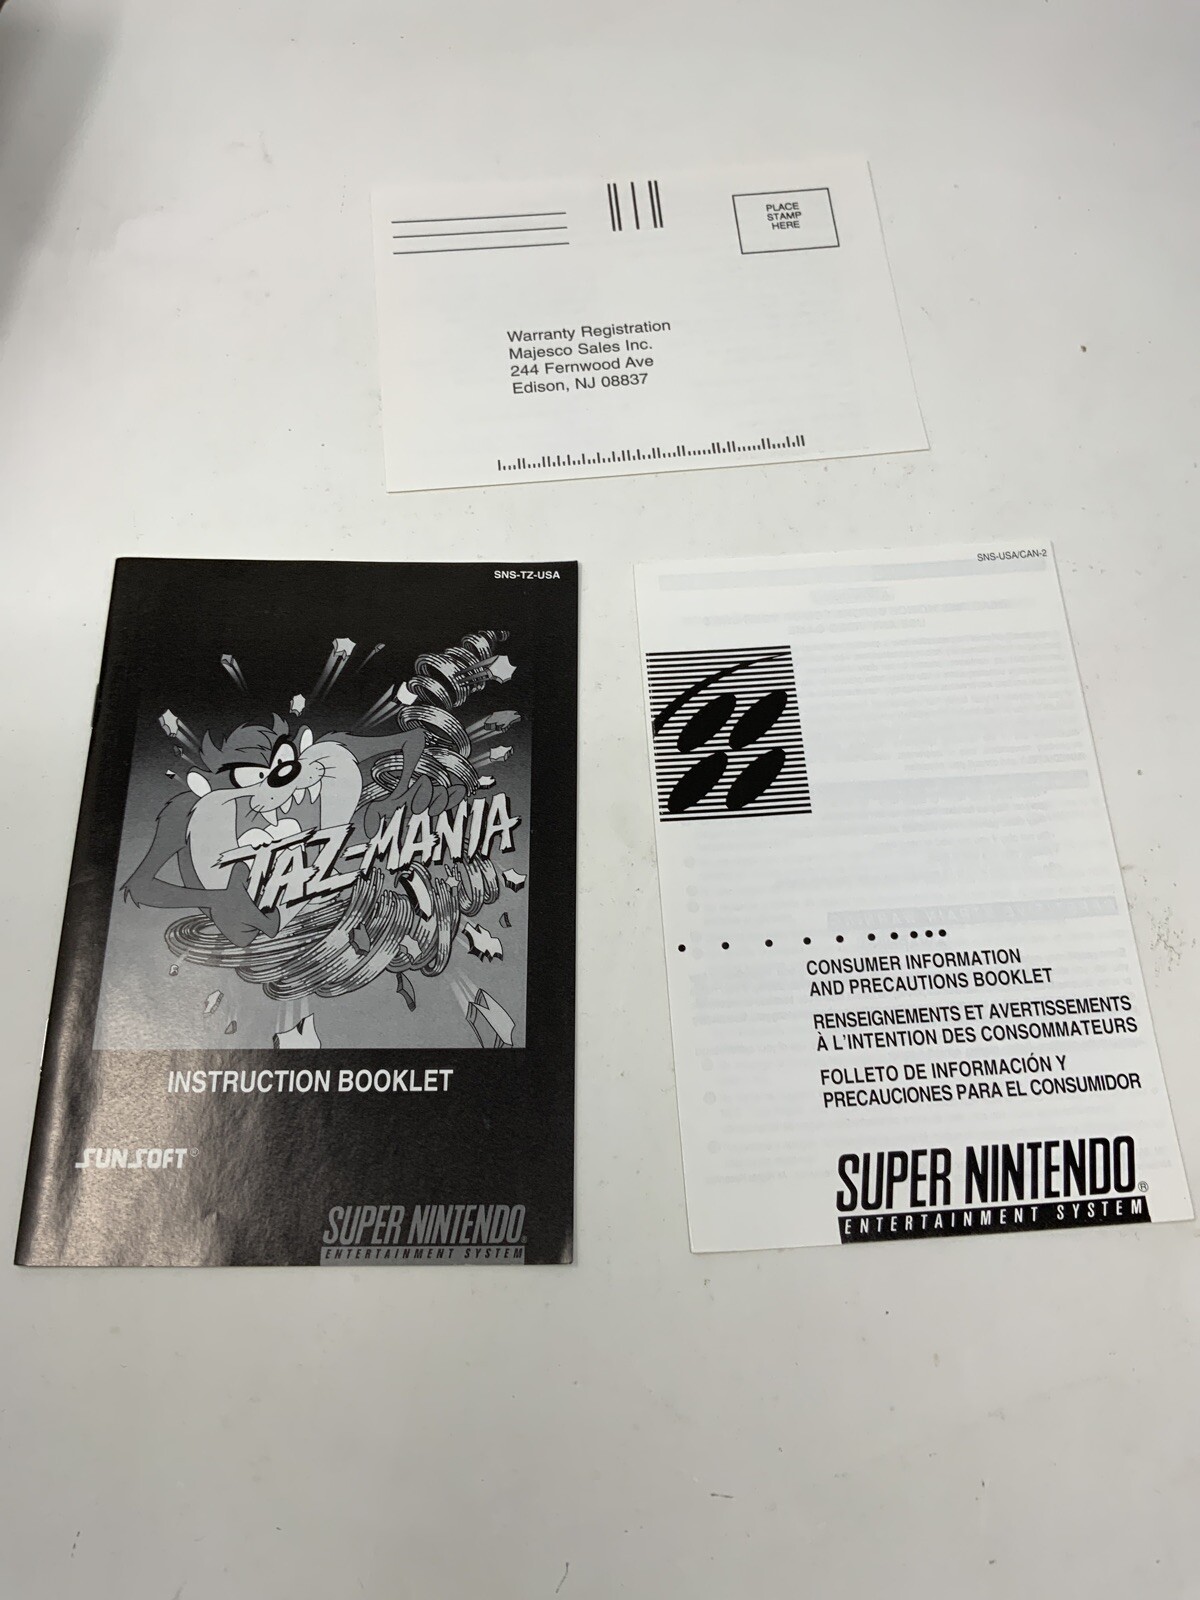 PLACE
STAMP
HERE
Warranty Registration
Majesco Sales Inc.
244 Fernwood Ave
Edison, NJ 08837
SNS-TZ-USA
TAZ-MANIA
INSTRUCTION BOOKLET
SUNSOFT®
SUPER NINTENDO®
ENTERTAINMENT SYSTEM
SNS-USA/CAN-2
CONSUMER INFORMATION
AND PRECAUTIONS BOOKLET
RENSEIGNEMENTS ET AVERTISSEMENTS
À L'INTENTION DES CONSOMMATEURS
FOLLETO DE INFORMACIÓN Y
PRECAUCIONES PARA EL CONSUMIDOR
SUPER NINTENDO®
ENTERTAINMENT SYSTEM